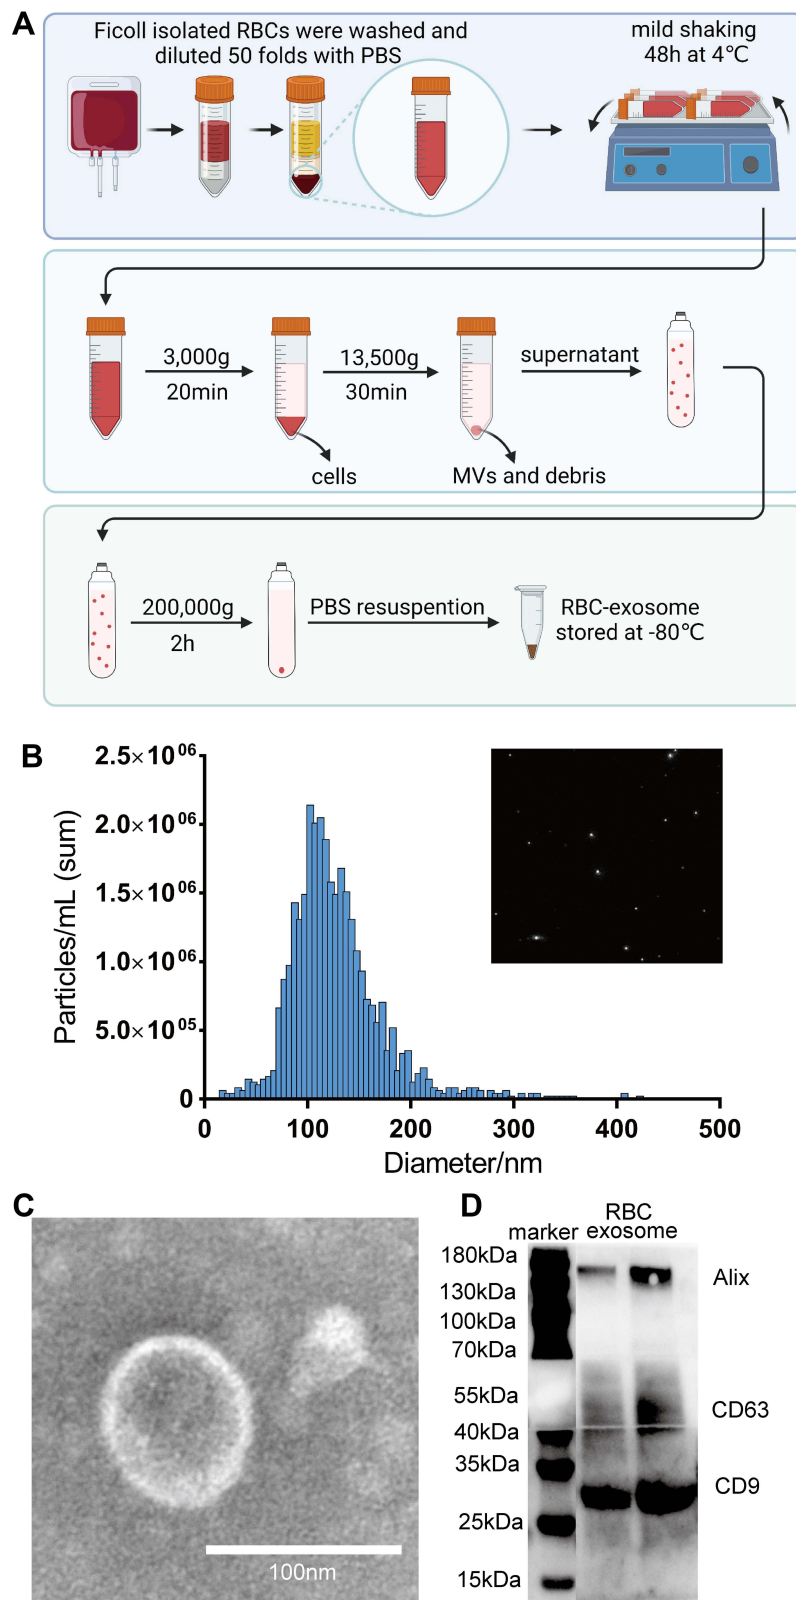 A
Ficoll isolated RBCs were washed and
diluted 50 folds with PBS
mild shaking
48h at 4℃
3,000g
20min
13,500g
30min
supernatant
cells
MVs and debris
200,000g
2h
PBS resuspention
RBC-exosome
stored at -80℃
B
Particles/mL (sum)
2.5×10⁰⁶
2.0×10⁰⁶
1.5×10⁰⁶
1.0×10⁰⁶
5.0×10⁰⁵
0
0 100 200 300 400 500
Diameter/nm
C
100nm
D
marker
RBC
exosome
180kDa
130kDa
100kDa
70kDa
55kDa
40kDa
35kDa
25kDa
15kDa
Alix
CD63
CD9